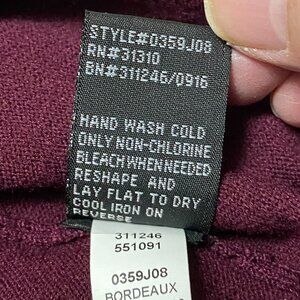 STYLE#0359J08
RN#31310
BN#311246/0916
HAND WASH COLD
ONLY NON-CHLORINE
BLEACH WHEN NEEDED
RESHAPE AND
LAY FLAT TO DRY
COOL IRON ON
REVERSE
311246
551091
0359J08
BORDEAUX